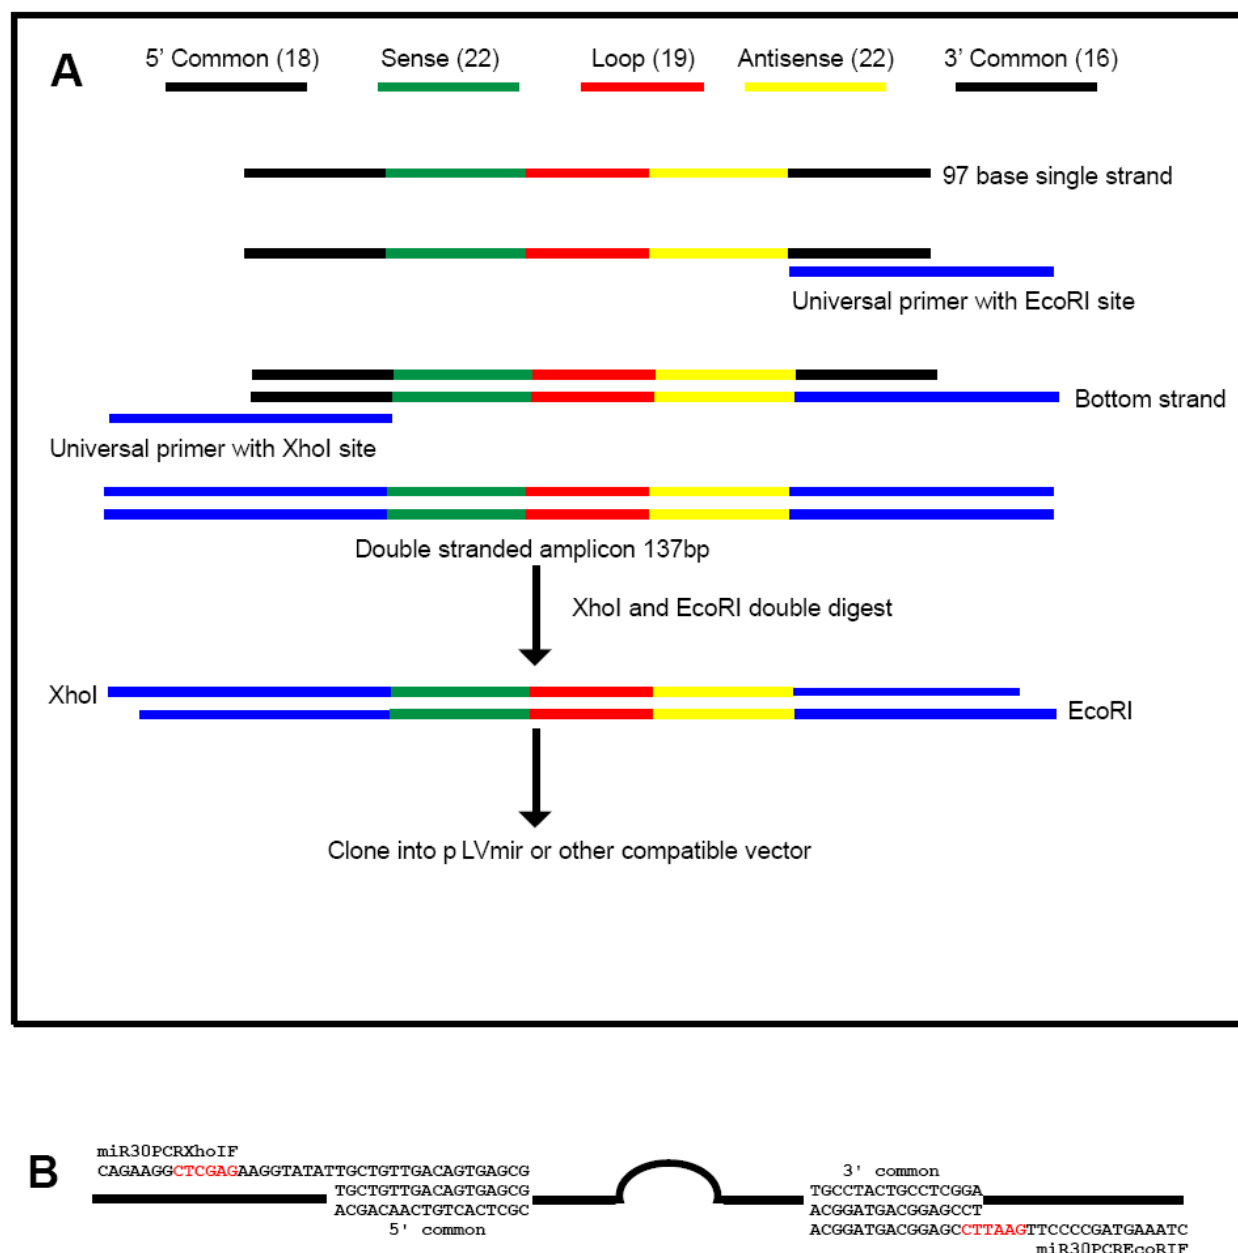 A
5' Common (18) Sense (22) Loop (19) Antisense (22) 3' Common (16)
97 base single strand
Universal primer with EcoRI site
Bottom strand
Universal primer with XhoI site
Double stranded amplicon 137bp
XhoI and EcoRI double digest
XhoI
EcoRI
Clone into pLVmir or other compatible vector
B
miR30PCRXhoIF
CAGAAGGCTCGAGAAGGTATATTGCTGTTGACAGTGAGCG
TGCTGTTGACAGTGAGCG
ACGACAACTGTCACTCGC
5' common
3' common
TGCCTACTGCCTCGGA
ACGGATGACGGAGCCT
ACGGATGACGGAGCCTTAAGTTCCCCGATGAAATC
miR30PCREcoRIF